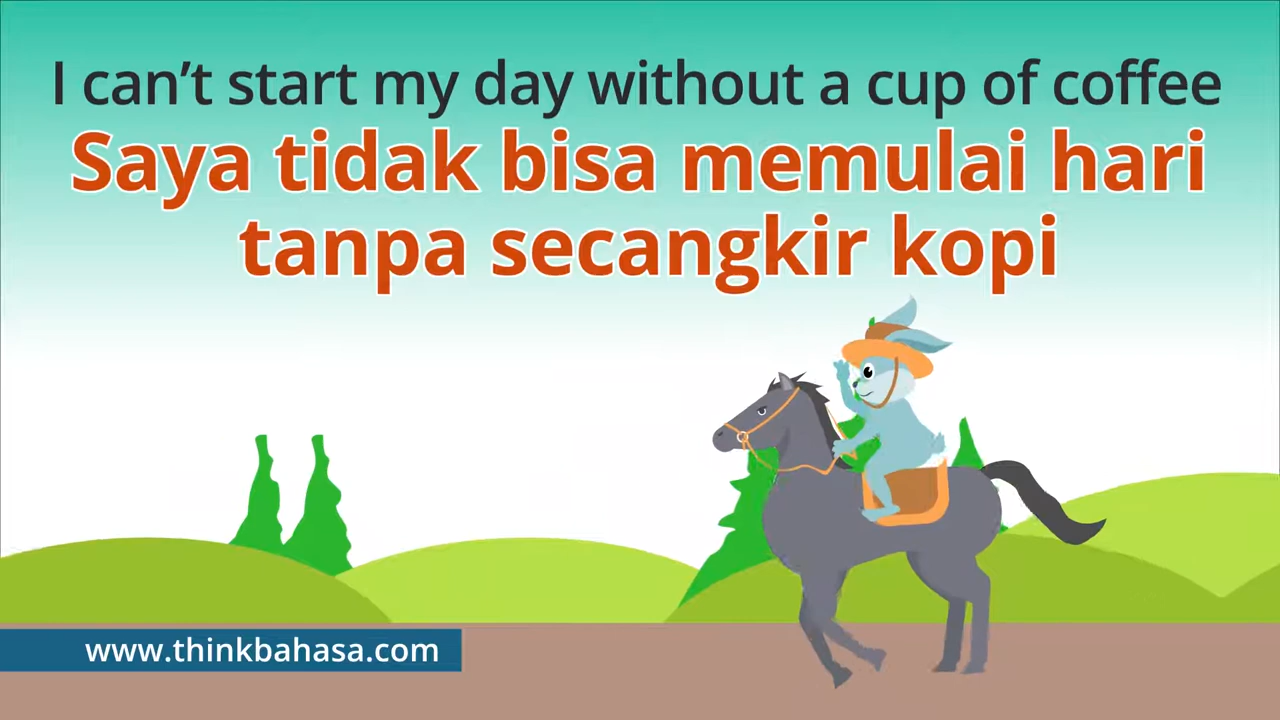 I can’t start my day without a cup of coffee
Saya tidak bisa memulai hari
tanpa secangkir kopi
www.thinkbahasa.com